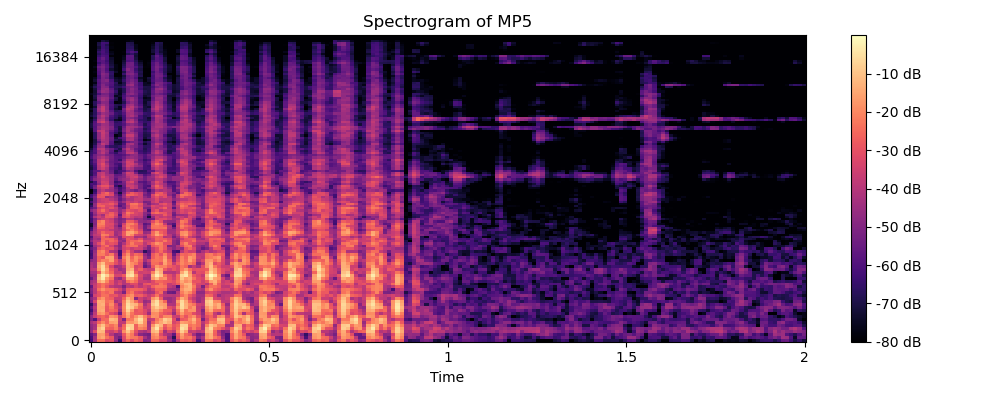 Spectrogram of MP5
Hz
16384
8192
4096
2048
1024
512
0
0
0.5
1
1.5
2
Time
-10 dB
-20 dB
-30 dB
-40 dB
-50 dB
-60 dB
-70 dB
-80 dB